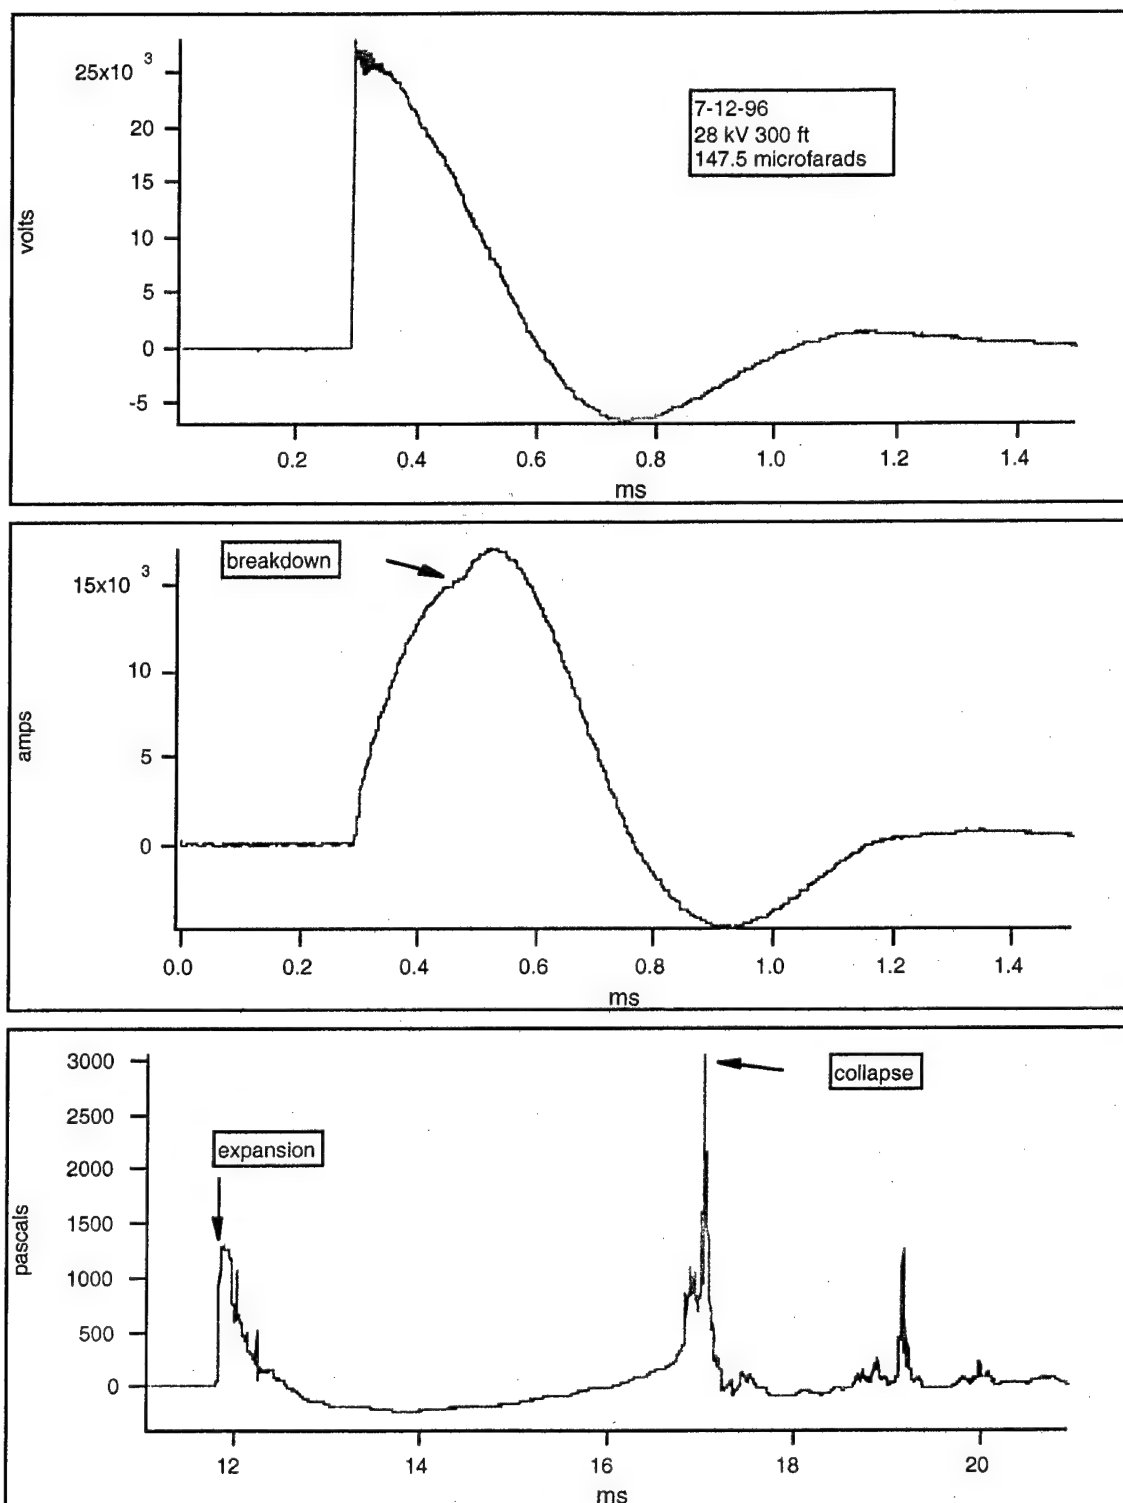 volts
25x10 3
20
15
10
5
0
-5
7-12-96
28 kV 300 ft
147.5 microfarads
0.2 0.4 0.6 0.8 1.0 1.2 1.4
ms
amps
15x10 3
10
5
0
breakdown
0.0 0.2 0.4 0.6 0.8 1.0 1.2 1.4
ms
pascals
3000
2500
2000
1500
1000
500
0
expansion
collapse
12 14 16 18 20
ms